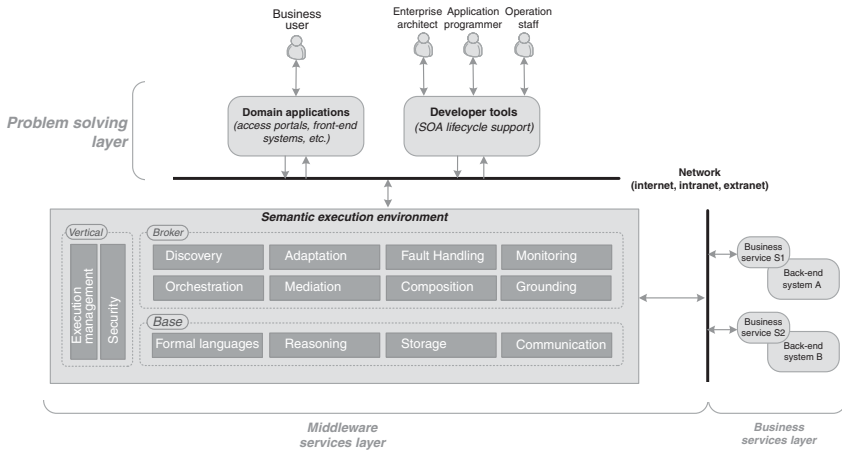 Business
user
Enterprise
architect
Application
programmer
Operation
staff
Problem solving
layer
Domain applications
(access portals, front-end
systems, etc.)
Developer tools
(SOA lifecycle support)
Network
(internet, intranet, extranet)
Semantic execution environment
Vertical
Execution
management
Security
Broker
Discovery
Adaptation
Fault Handling
Monitoring
Orchestration
Mediation
Composition
Grounding
Base
Formal languages
Reasoning
Storage
Communication
Business
service S1
Back-end
system A
Business
service S2
Back-end
system B
Middleware
services layer
Business
services layer